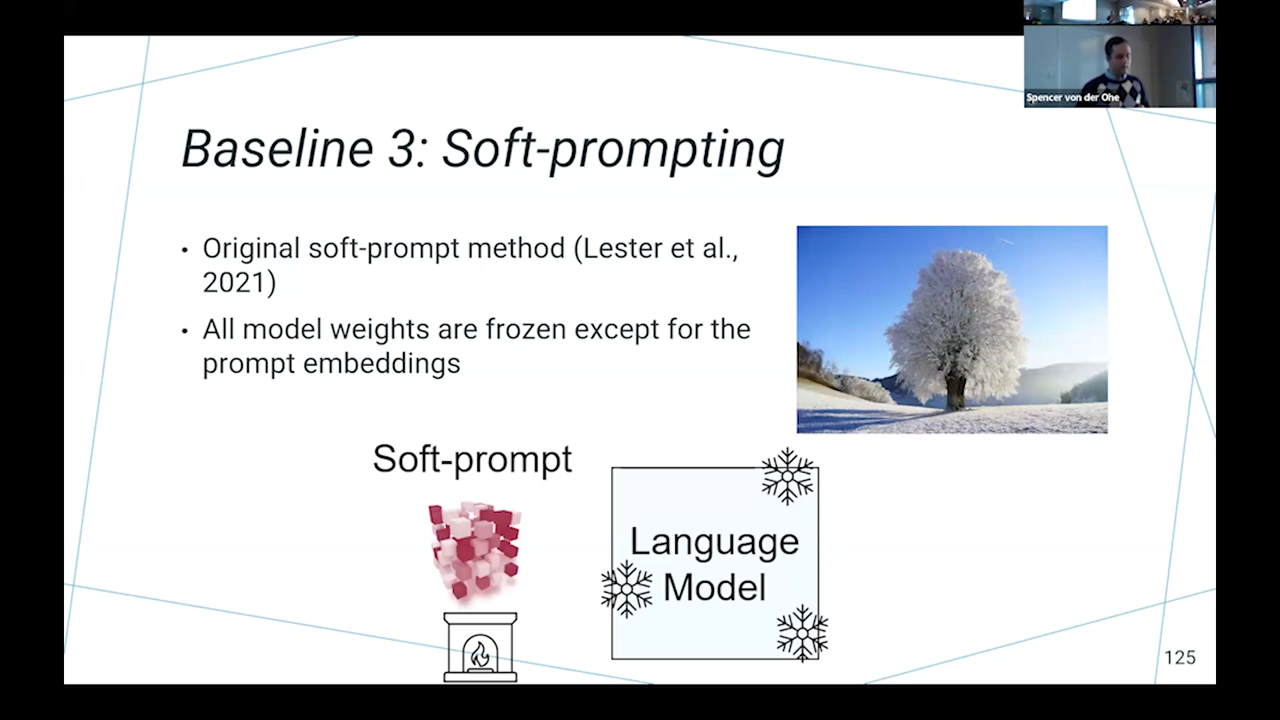 Spencer von der Ohe
Baseline 3: Soft-prompting
• Original soft-prompt method (Lester et al.,
2021)
• All model weights are frozen except for the
prompt embeddings
Soft-prompt
Language
Model
125